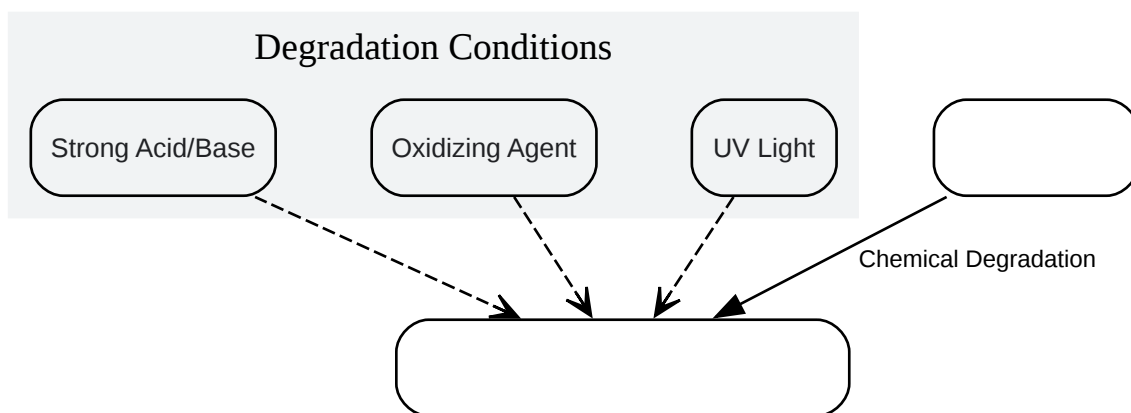 Degradation Conditions
Strong Acid/Base
Oxidizing Agent
UV Light
Chemical Degradation